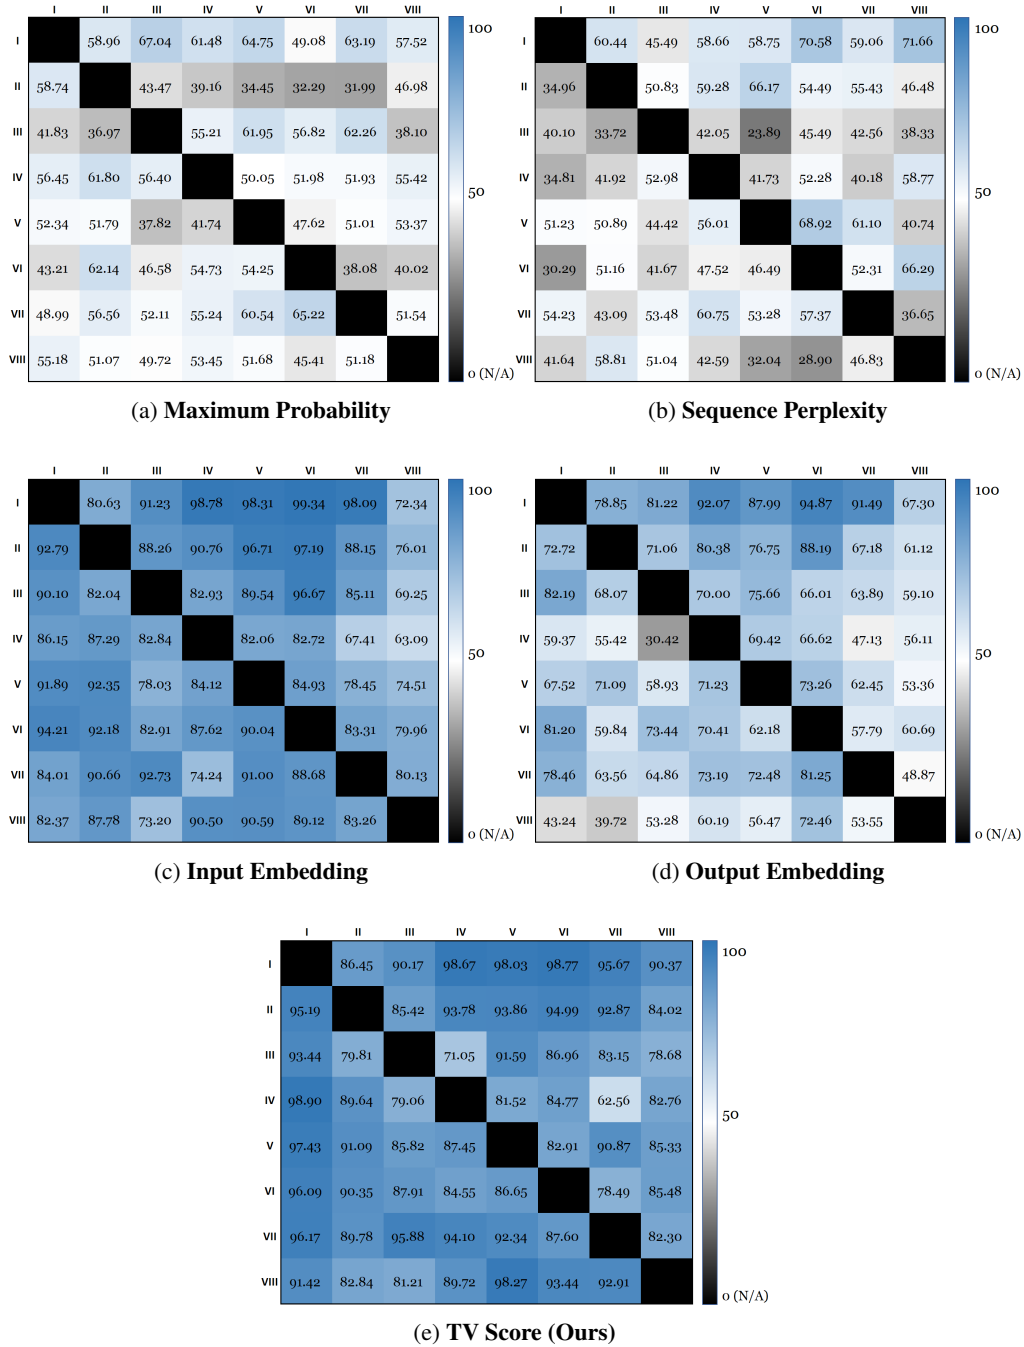 I II III IV V VI VII VIII
I 58.96 67.04 61.48 64.75 49.08 63.19 57.52 100
II 58.74 43.47 39.16 34.45 32.29 31.99 46.98
III 41.83 36.97 55.21 61.95 56.82 62.26 38.10
IV 56.45 61.80 56.40 50.05 51.98 51.93 55.42 50
V 52.34 51.79 37.82 41.74 47.62 51.01 53.37
VI 43.21 62.14 46.58 54.73 54.25 38.08 40.02
VII 48.99 56.56 52.11 55.24 60.54 65.22 51.54
VIII 55.18 51.07 49.72 53.45 51.68 45.41 51.18 0 (N/A)
(a) Maximum Probability
I II III IV V VI VII VIII
I 60.44 45.49 58.66 58.75 70.58 59.06 71.66 100
II 34.96 50.83 59.28 66.17 54.49 55.43 46.48
III 40.10 33.72 42.05 23.89 45.49 42.56 38.33
IV 34.81 41.92 52.98 41.73 52.28 40.18 58.77 50
V 51.23 50.89 44.42 56.01 68.92 61.10 40.74
VI 30.29 51.16 41.67 47.52 46.49 52.31 66.29
VII 54.23 43.09 53.48 60.75 53.28 57.37 36.65
VIII 41.64 58.81 51.04 42.59 32.04 28.90 46.83 0 (N/A)
(b) Sequence Perplexity
I II III IV V VI VII VIII
I 80.63 91.23 98.78 98.31 99.34 98.09 72.34 100
II 92.79 88.26 90.76 96.71 97.19 88.15 76.01
III 90.10 82.04 82.93 89.54 96.67 85.11 69.25
IV 86.15 87.29 82.84 82.06 82.72 67.41 63.09 50
V 91.89 92.35 78.03 84.12 84.93 78.45 74.51
VI 94.21 92.18 82.91 87.62 90.04 83.31 79.96
VII 84.01 90.66 92.73 74.24 91.00 88.68 80.13
VIII 82.37 87.78 73.20 90.50 90.59 89.12 83.26 0 (N/A)
(c) Input Embedding
I II III IV V VI VII VIII
I 78.85 81.22 92.07 87.99 94.87 91.49 67.30 100
II 72.72 71.06 80.38 76.75 88.19 67.18 61.12
III 82.19 68.07 70.00 75.66 66.01 63.89 59.10
IV 59.37 55.42 30.42 69.42 66.62 47.13 56.11 50
V 67.52 71.09 58.93 71.23 73.26 62.45 53.36
VI 81.20 59.84 73.44 70.41 62.18 57.79 60.69
VII 78.46 63.56 64.86 73.19 72.48 81.25 48.87
VIII 43.24 39.72 53.28 60.19 56.47 72.46 53.55 0 (N/A)
(d) Output Embedding
I II III IV V VI VII VIII
I 86.45 90.17 98.67 98.03 98.77 95.67 90.37 100
II 95.19 85.42 93.78 93.86 94.99 92.87 84.02
III 93.44 79.81 71.05 91.59 86.96 83.15 78.68
IV 98.90 89.64 79.06 81.52 84.77 62.56 82.76 50
V 97.43 91.09 85.82 87.45 82.91 90.87 85.33
VI 96.09 90.35 87.91 84.55 86.65 78.49 85.48
VII 96.17 89.78 95.88 94.10 92.34 87.60 82.30
VIII 91.42 82.84 81.21 89.72 98.27 93.44 92.91 0 (N/A)
(e) TV Score (Ours)